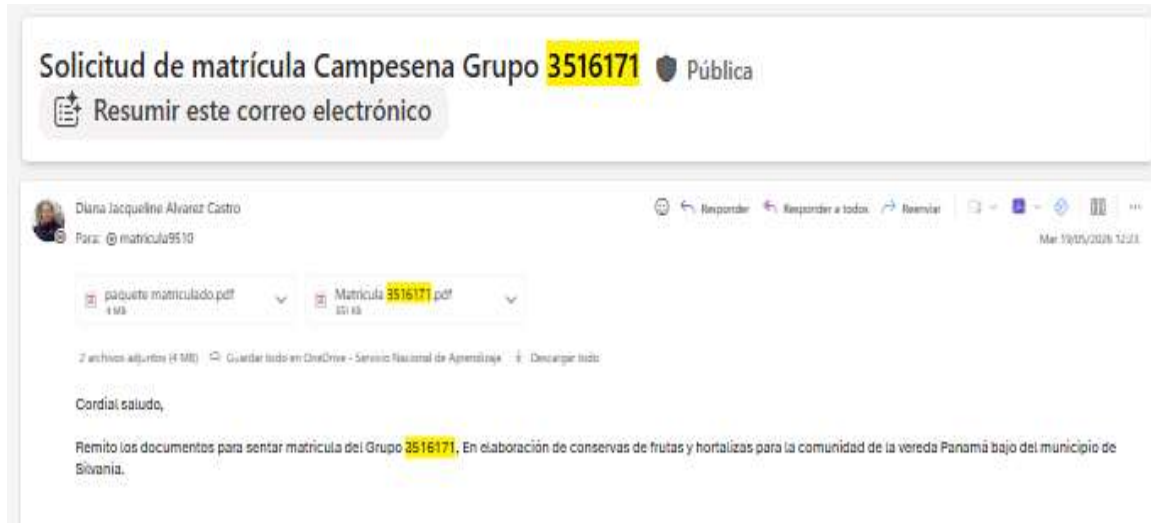 Solicitud de matrícula Campesena Grupo 3516171 Pública
Resumir este correo electrónico
Diana Jacqueline Alvarez Castro
Responder Responder a todos Reenviar
Para: matricula9510
Mar 19/05/2026 12:23
paquete matriculado.pdf
4 MB
Matricula 3516171.pdf
2 archivos adjuntos (4 MB) Guardar todo en OneDrive - Servicio Nacional de Aprendizaje Descargar todo
Cordial saludo,
Remito los documentos para sentar matricula del Grupo 3516171, En elaboración de conservas de frutas y hortalizas para la comunidad de la vereda Panamá bajo del municipio de
Silvania.